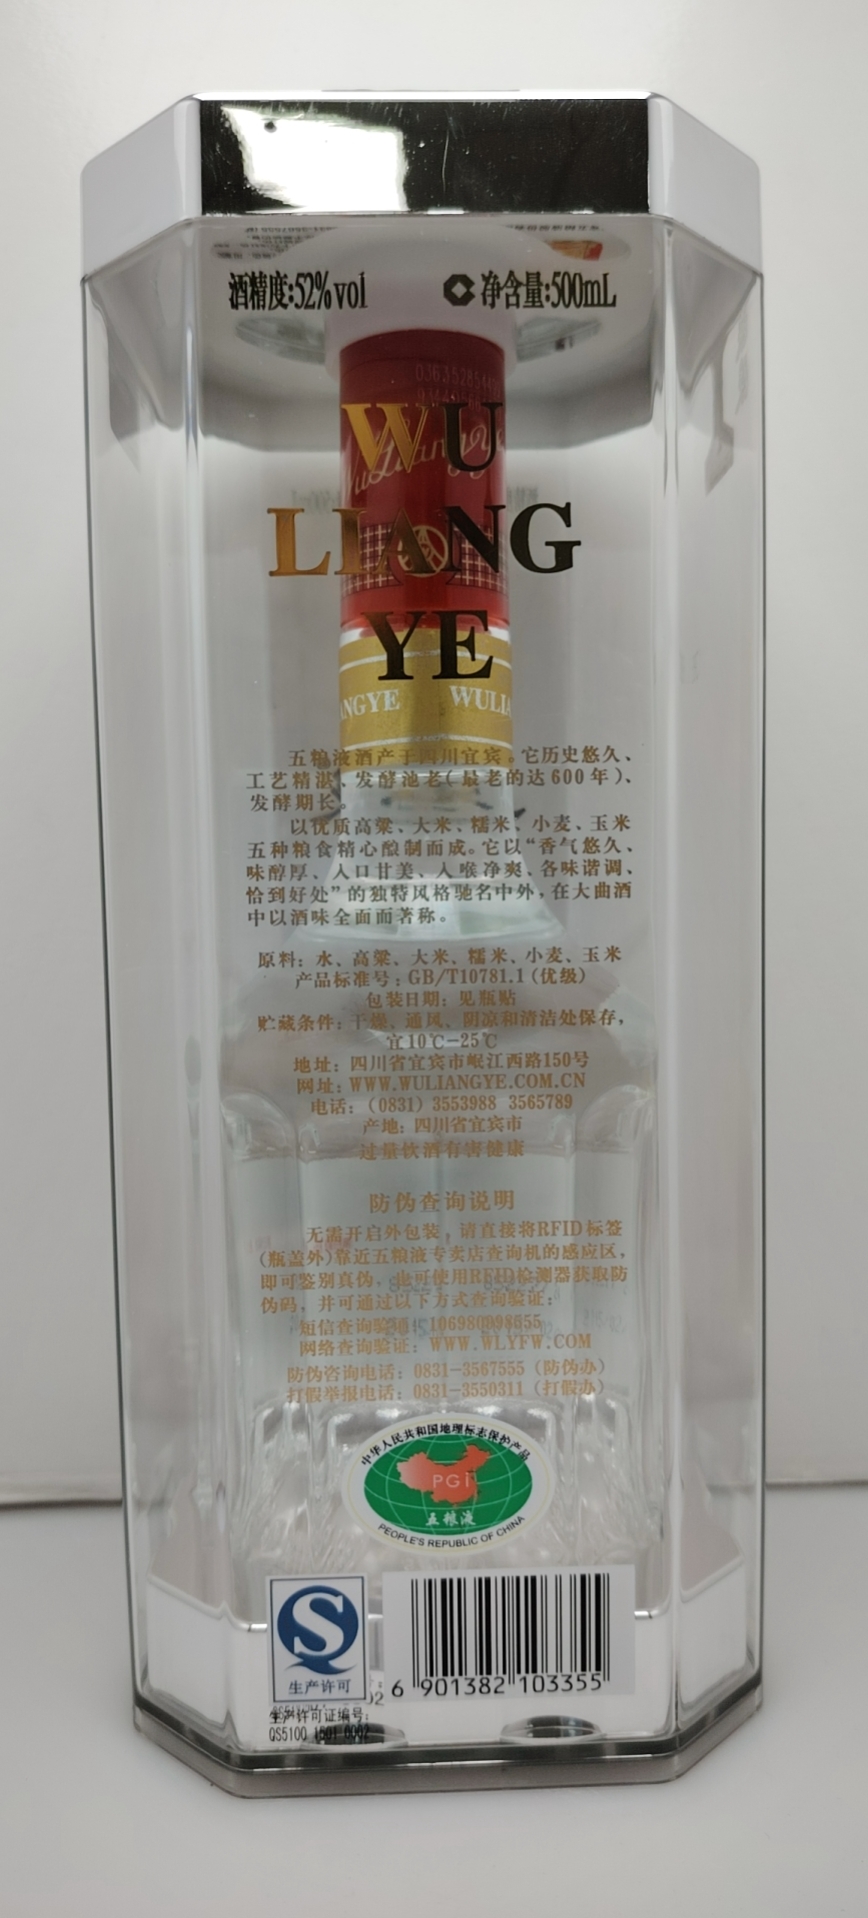 酒精度:52%vol
净含量:500mL
WU
LIANG
YE
ANGYE WULIA
五粮液酒产于四川宜宾。它历史悠久、
工艺精湛、发酵池老(最老的达600年)、
发酵期长。
以优质高粱、大米、糯米、小麦、玉米
五种粮食精心酿制而成。它以“香气悠久、
味醇厚、入口甘美、入喉净爽、各味谐调、
恰到好处”的独特风格驰名中外，在大曲酒
中以酒味全面而著称。
原料: 水、高粱、大米、糯米、小麦、玉米
产品标准号: GB/T10781.1 (优级)
包装日期: 见瓶贴
贮藏条件: 干燥、通风、阴凉和清洁处保存，
宜10℃-25℃
地址: 四川省宜宾市岷江西路150号
网址: WWW.WULIANGYE.COM.CN
电话: (0831) 3553988 3565789
产地: 四川省宜宾市
过量饮酒有害健康
防伪查询说明
无需开启外包装，请直接将RFID标签
(瓶盖外)靠近五粮液专卖店查询机的感应区，
即可鉴别真伪，也可使用RFID检测器获取防
伪码，并可通过以下方式查询验证:
短信查询验证: 106980098555
网络查询验证: WWW.WLYFW.COM
防伪咨询电话: 0831-3567555 (防伪办)
打假举报电话: 0831-3550311 (打假办)
中华人民共和国地理标志保护产品
PGi
五粮液
PEOPLE'S REPUBLIC OF CHINA
S
生产许可
6 901382 103355
生产许可证编号:
QS5100 1501 0002